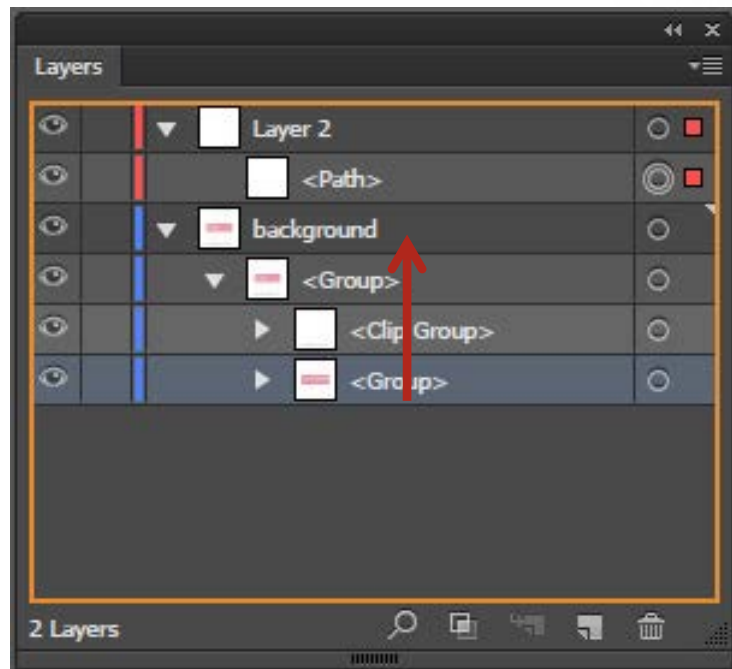 Layers
Layer 2
<Path>
background
<Group>
<Clip Group>
<Group>
2 Layers